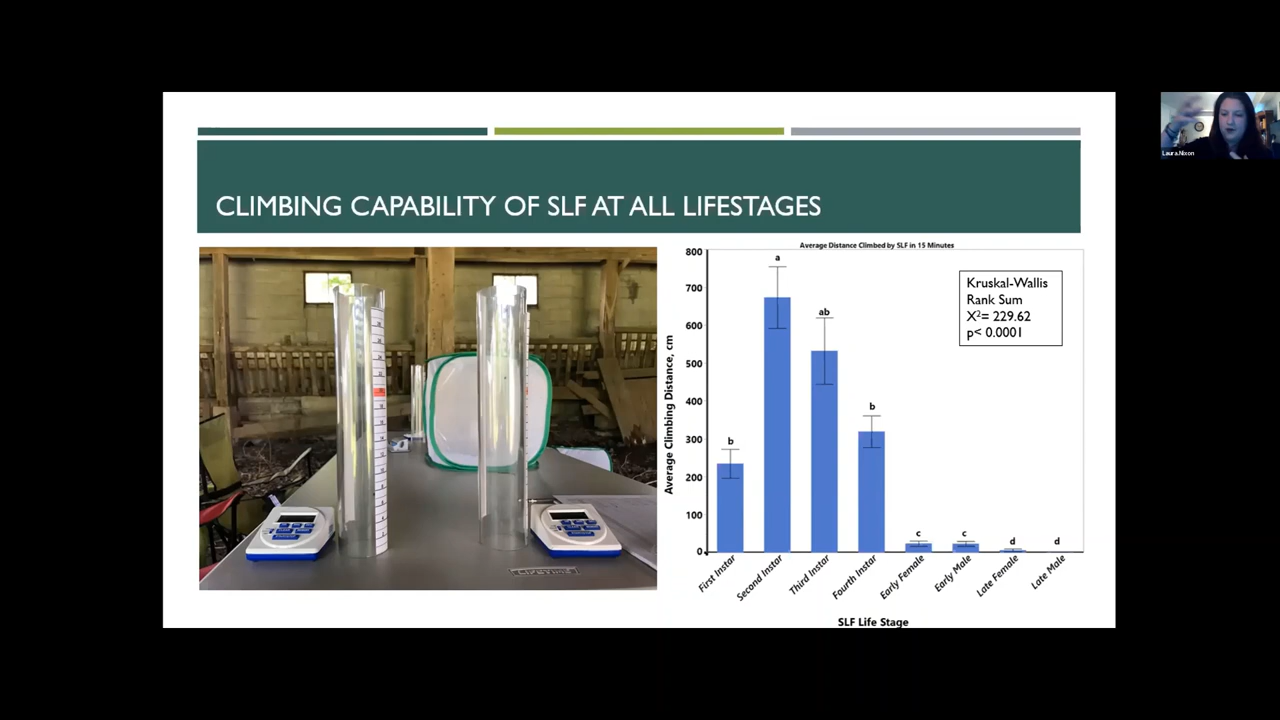 CLIMBING CAPABILITY OF SLF AT ALL LIFESTAGES
Average Distance Climbed by SLF in 15 Minutes
Average Climbing Distance, cm
800
700
600
500
400
300
200
100
0
b
a
ab
b
c
c
d
d
Kruskal-Wallis
Rank Sum
X²= 229.62
p< 0.0001
First Instar
Second Instar
Third Instar
Fourth Instar
Early Female
Early Male
Late Female
Late Male
SLF Life Stage
LIFETIME
Laura.Nixon